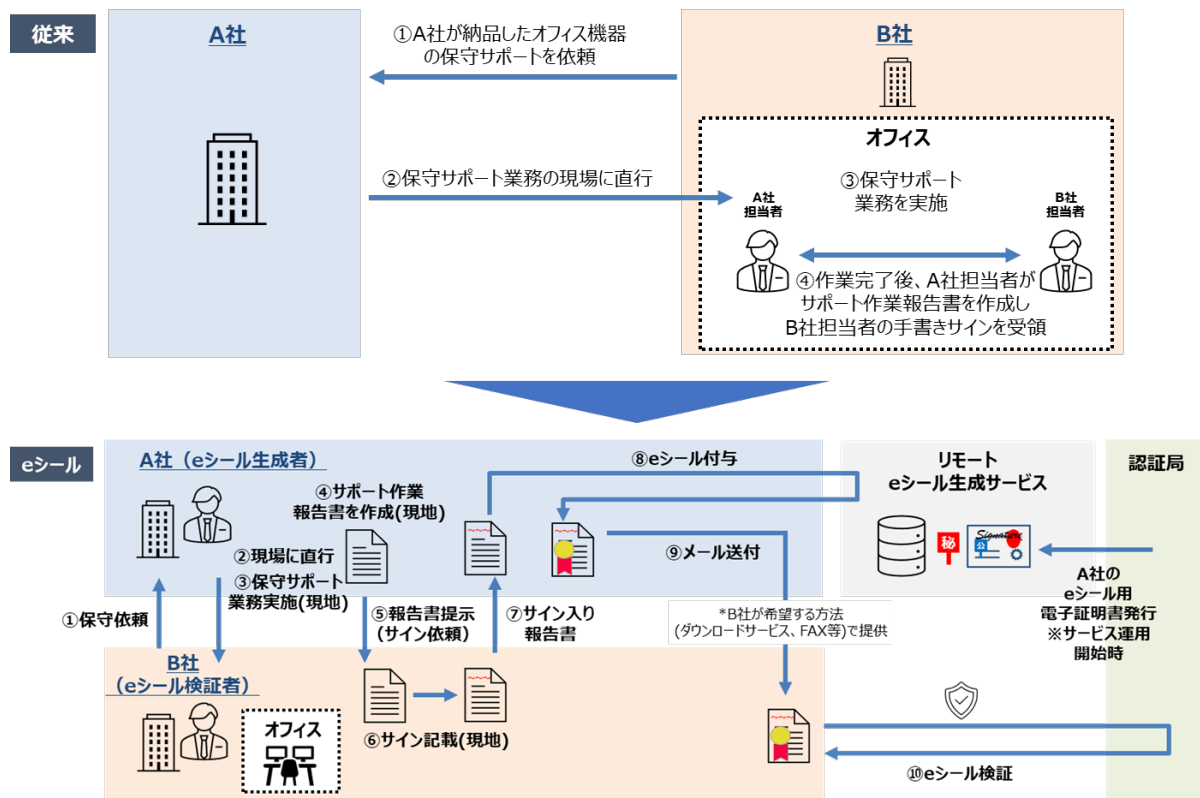 従来
A社
①A社が納品したオフィス機器
の保守サポートを依頼
B社
オフィス
②保守サポート業務の現場に直行
③保守サポート
業務を実施
A社
担当者
B社
担当者
④作業完了後、A社担当者が
サポート作業報告書を作成し
B社担当者の手書きサインを受領
eシール
A社（eシール生成者）
⑧eシール付与
リモート
eシール生成サービス
認証局
④サポート作業
報告書を作成(現地)
②現場に直行
③保守サポート
業務実施(現地)
⑨メール送付
秘
Signature
公
A社の
eシール用
電子証明書発行
※サービス運用
開始時
①保守依頼
⑤報告書提示
(サイン依頼)
⑦サイン入り
報告書
*B社が希望する方法
(ダウンロードサービス、FAX等)で提供
B社
（eシール検証者）
オフィス
⑥サイン記載(現地)
⑩eシール検証